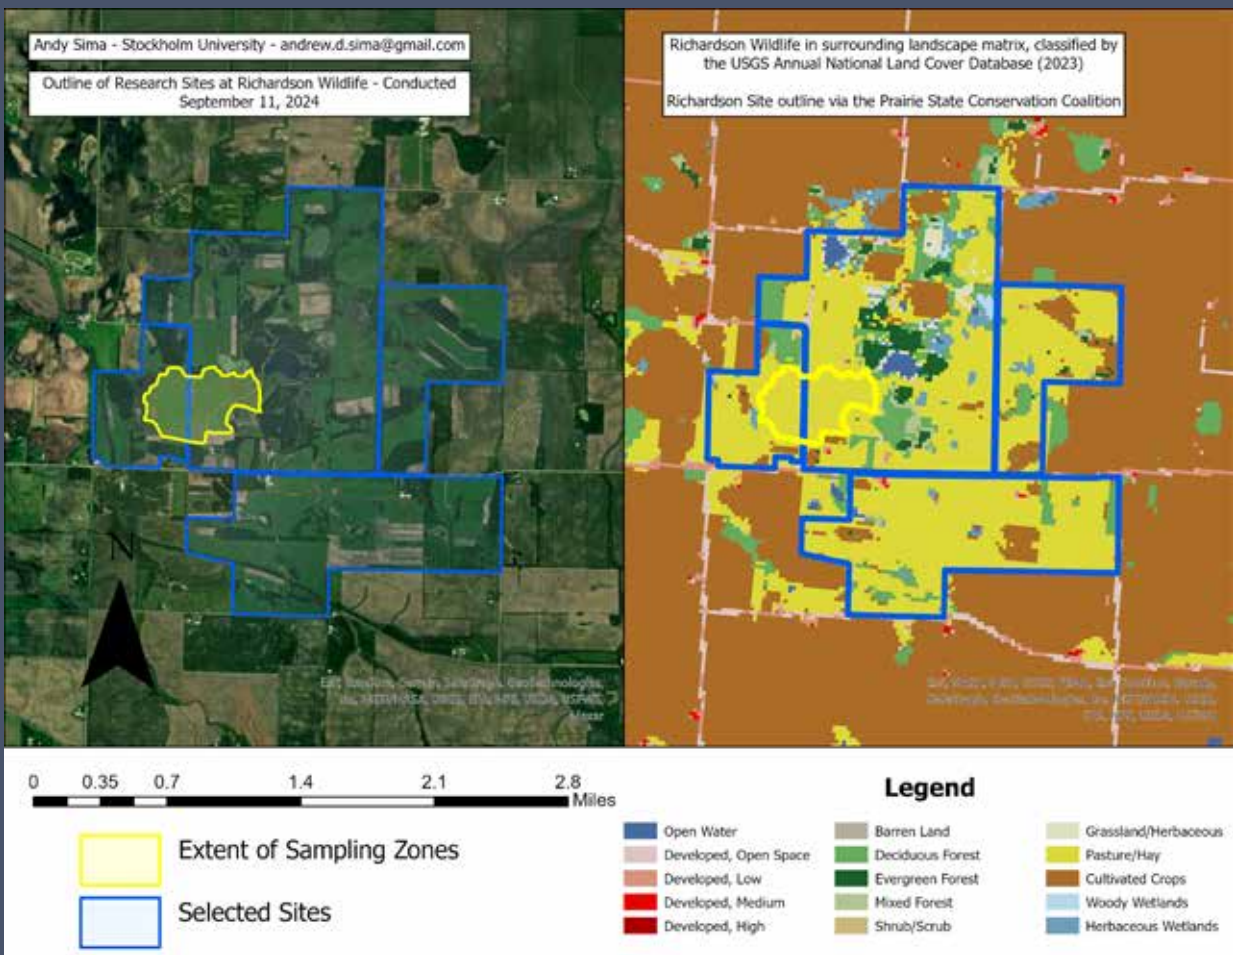 Andy Sima - Stockholm University - andrew.d.sima@gmail.com
Outline of Research Sites at Richardson Wildlife - Conducted
September 11, 2024
Richardson Wildlife in surrounding landscape matrix, classified by
the USGS Annual National Land Cover Database (2023)
Richardson Site outline via the Prairie State Conservation Coalition
N
0 0.35 0.7 1.4 2.1 2.8
Miles
Extent of Sampling Zones
Selected Sites
Legend
Open Water
Developed, Open Space
Developed, Low
Developed, Medium
Developed, High
Barren Land
Deciduous Forest
Evergreen Forest
Mixed Forest
Shrub/Scrub
Grassland/Herbaceous
Pasture/Hay
Cultivated Crops
Woody Wetlands
Herbaceous Wetlands